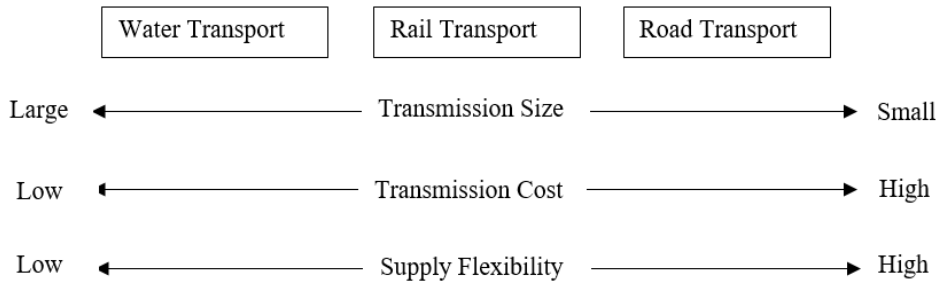 Water Transport Rail Transport Road Transport
Large Transmission Size Small
Low Transmission Cost High
Low Supply Flexibility High